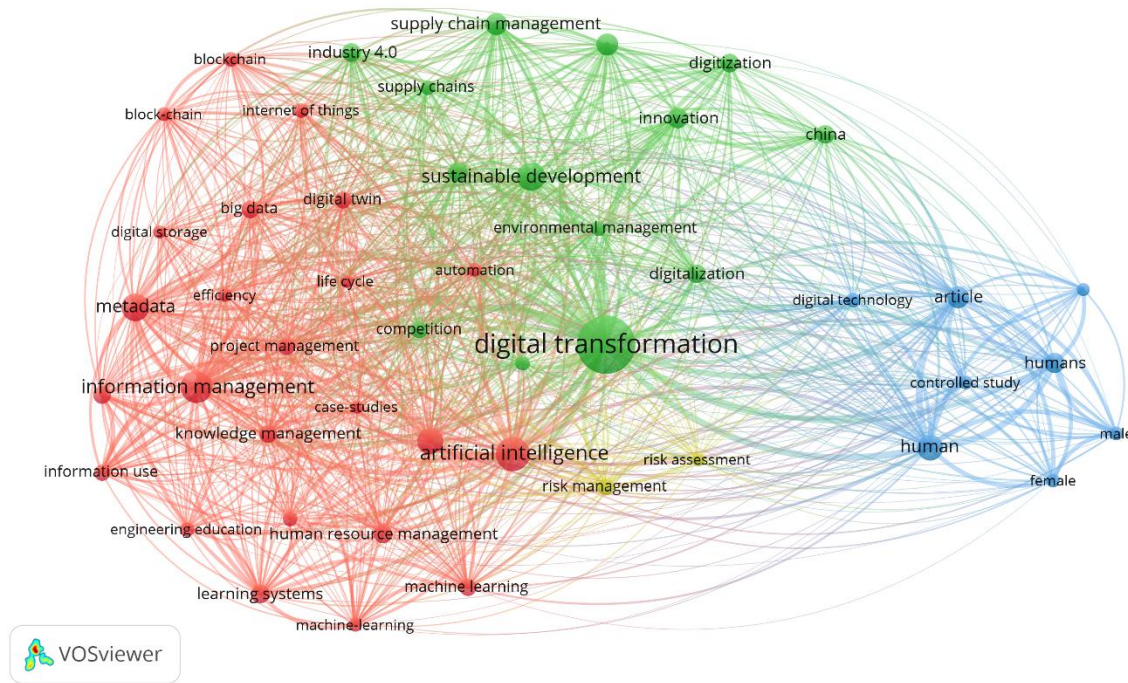 supply chain management
blockchain
industry 4.0
digitization
supply chains
block-chain
internet of things
innovation
china
sustainable development
big data
digital twin
digital storage
environmental management
automation
digitalization
life cycle
efficiency
metadata
digital technology
article
competition
digital transformation
project management
humans
information management
controlled study
case-studies
knowledge management
male
human
artificial intelligence
risk assessment
information use
risk management
female
engineering education
human resource management
machine learning
learning systems
machine-learning
VOSviewer